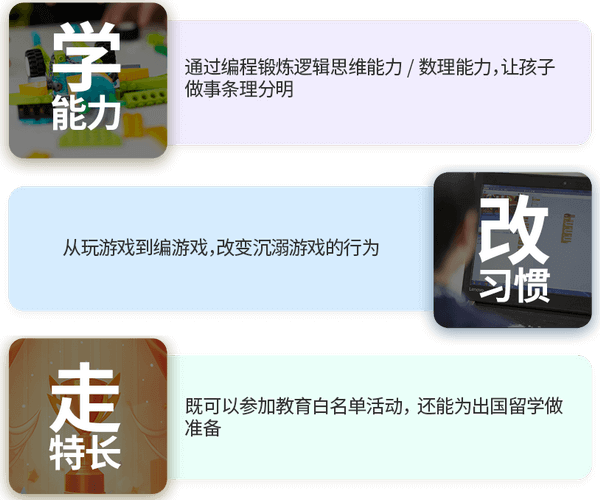 学
能力
通过编程锻炼逻辑思维能力 / 数理能力，让孩子
做事条理分明
从玩游戏到编游戏，改变沉溺游戏的行为
改
习惯
走
特长
既可以参加教育白名单活动，还能为出国留学做
准备